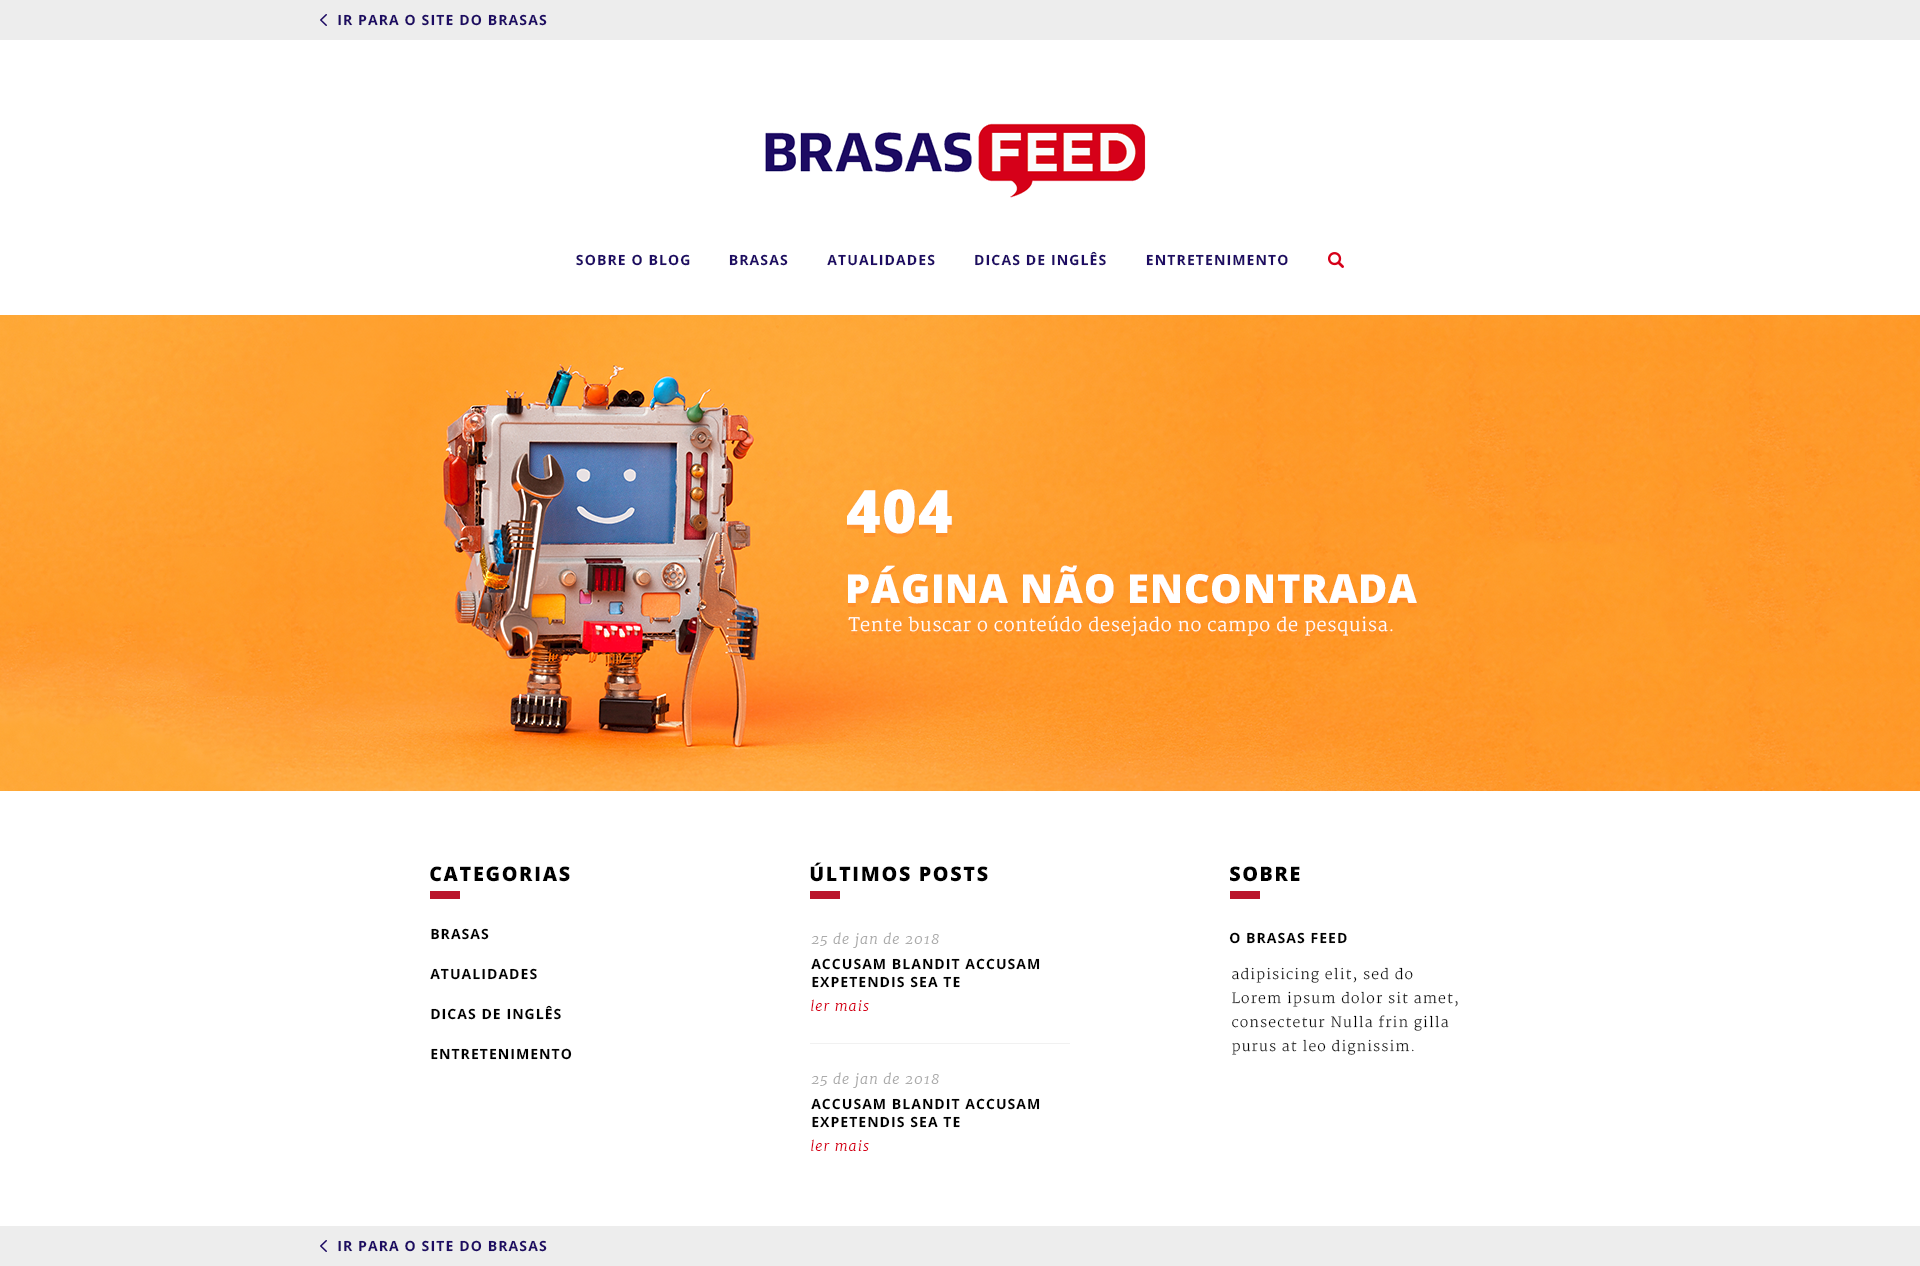 IR PARA O SITE DO BRASAS
BRASAS FEED
SOBRE O BLOG BRASAS ATUALIDADES DICAS DE INGLÊS ENTRETENIMENTO
404
PÁGINA NÃO ENCONTRADA
Tente buscar o conteúdo desejado no campo de pesquisa.
CATEGORIAS
BRASAS
ATUALIDADES
DICAS DE INGLÊS
ENTRETENIMENTO
ÚLTIMOS POSTS
25 de jan de 2018
ACCUSAM BLANDIT ACCUSAM
EXPETENDIS SEA TE
ler mais
25 de jan de 2018
ACCUSAM BLANDIT ACCUSAM
EXPETENDIS SEA TE
ler mais
SOBRE
O BRASAS FEED
adipisicing elit, sed do
Lorem ipsum dolor sit amet,
consectetur Nulla frin gilla
purus at leo dignissim.
IR PARA O SITE DO BRASAS